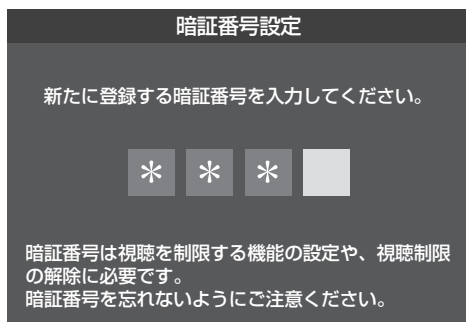 暗証番号設定
新たに登録する暗証番号を入力してください。
＊ ＊ ＊
暗証番号は視聴を制限する機能の設定や、視聴制限
の解除に必要です。
暗証番号を忘れないようにご注意ください。